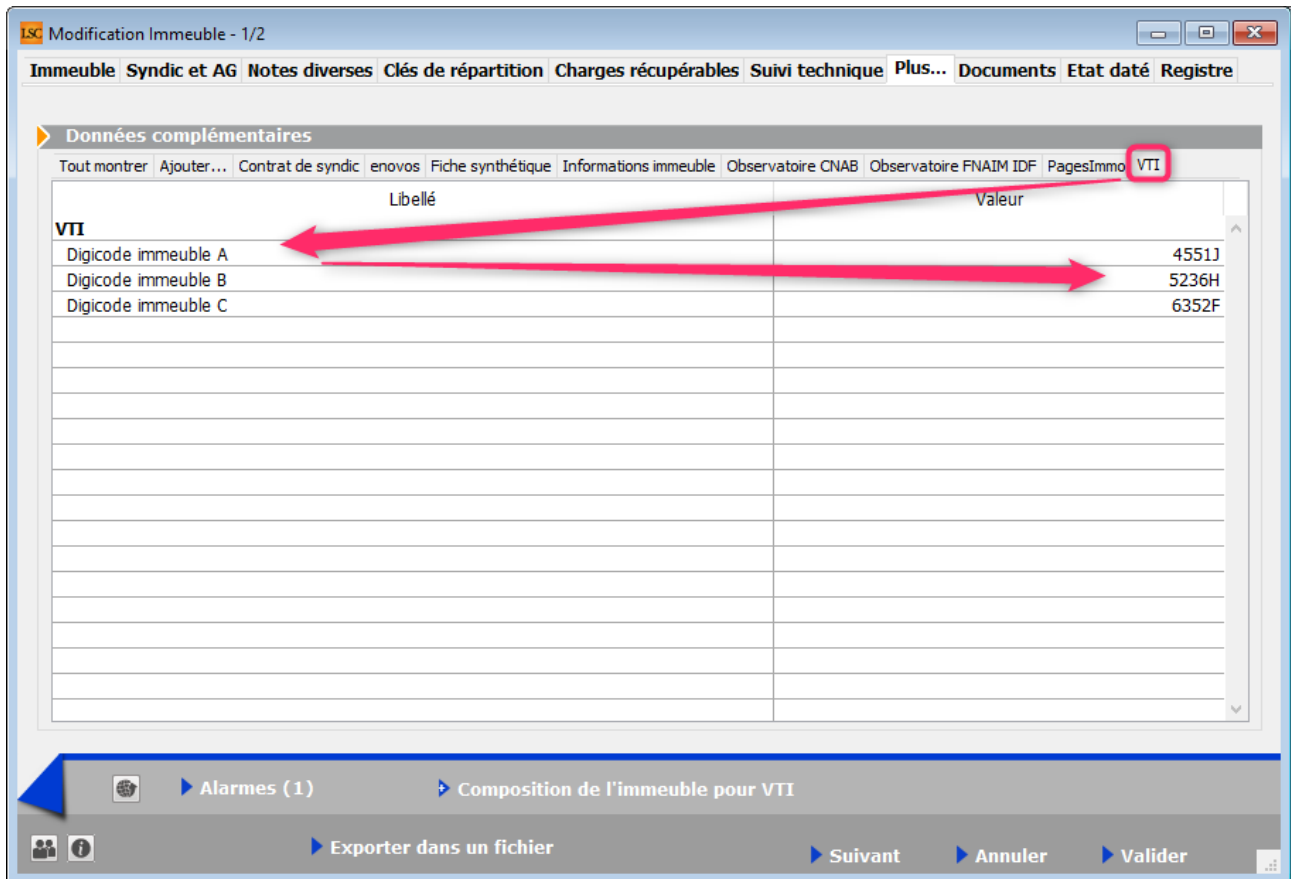 LSC Modification Immeuble - 1/2
Immeuble Syndic et AG Notes diverses Clés de répartition Charges récupérables Suivi technique Plus... Documents Etat daté Registre
Données complémentaires
Tout montrer Ajouter... Contrat de syndic enovos Fiche synthétique Informations immeuble Observatoire CNAB Observatoire FNAIM IDF PagesImmo VTI
Libellé Valeur
VTI
Digicode immeuble A 4551J
Digicode immeuble B 5236H
Digicode immeuble C 6352F
Alarmes (1) Composition de l'immeuble pour VTI
Exporter dans un fichier Suivant Annuler Valider